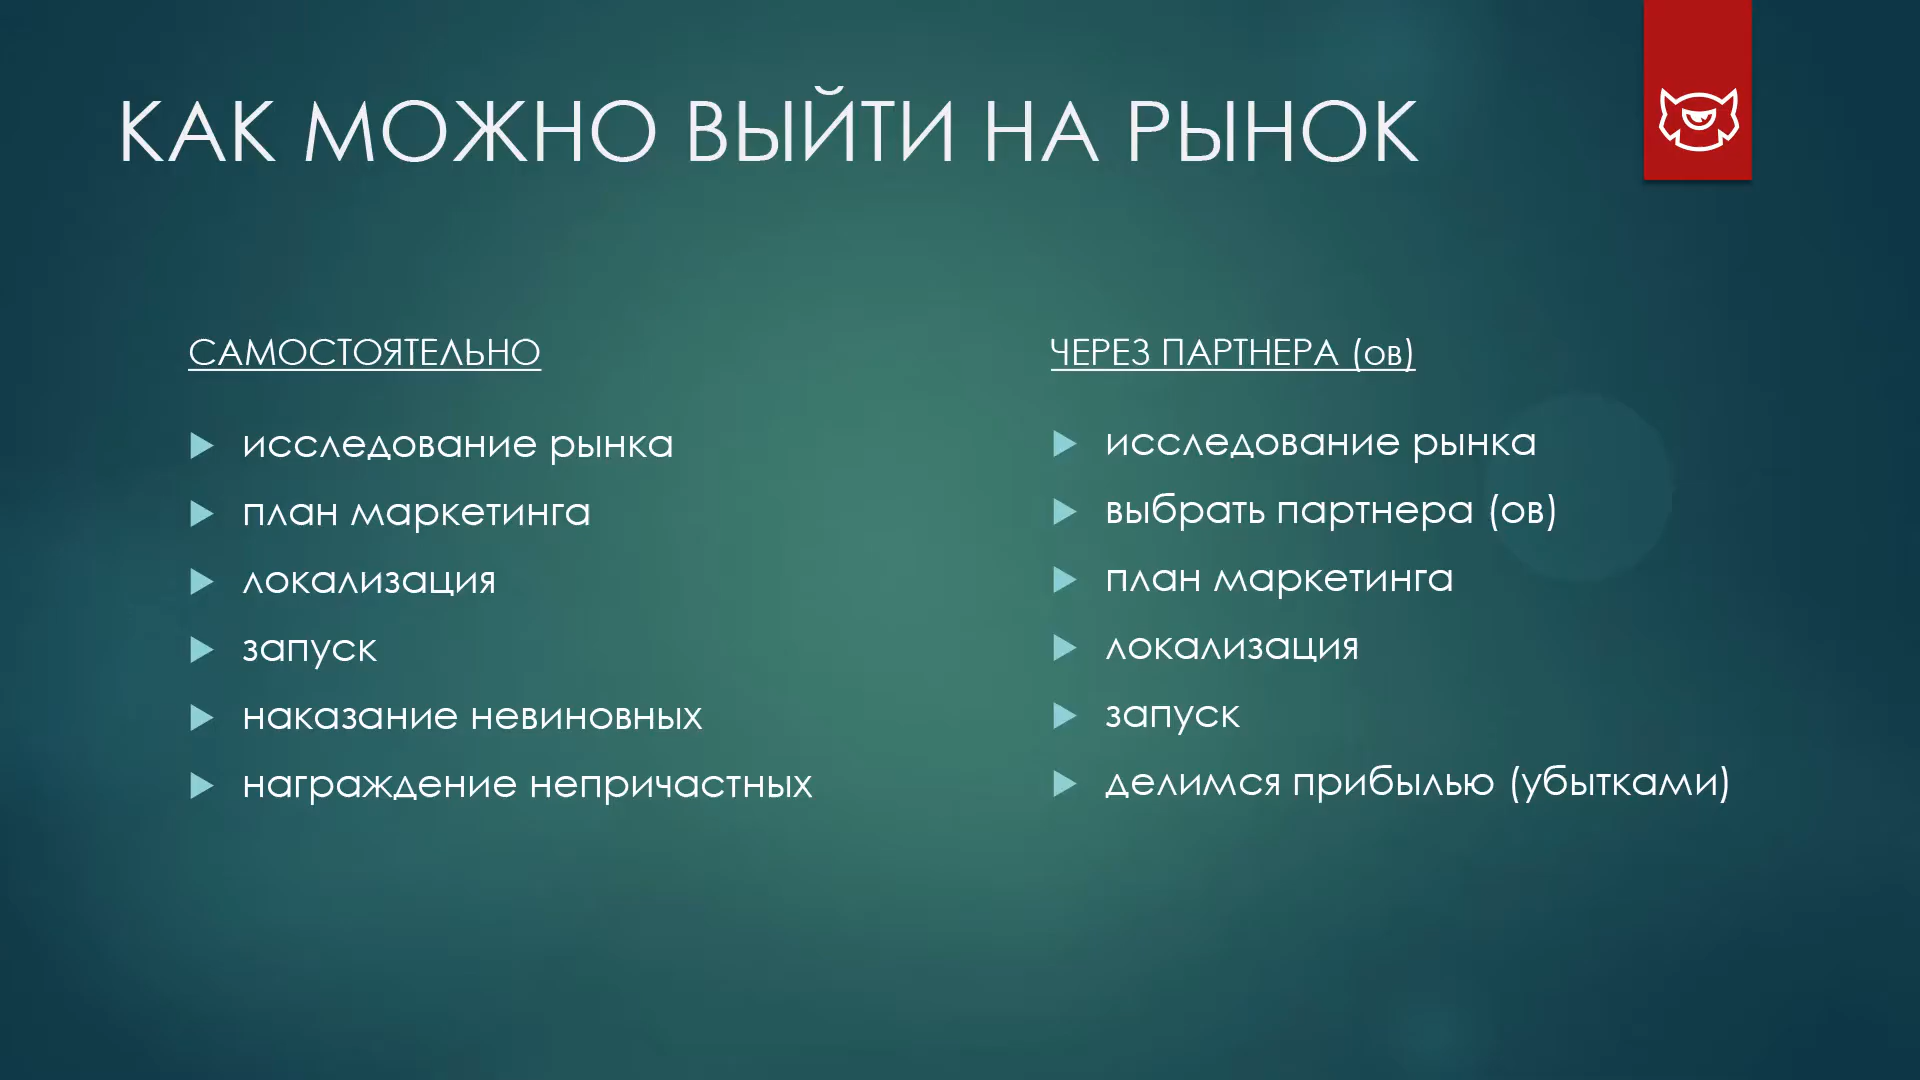 КАК МОЖНО ВЫЙТИ НА РЫНОК
САМОСТОЯТЕЛЬНО
исследование рынка
план маркетинга
локализация
запуск
наказание невиновных
награждение непричастных
ЧЕРЕЗ ПАРТНЕРА (ов)
исследование рынка
выбрать партнера (ов)
план маркетинга
локализация
запуск
делимся прибылью (убытками)